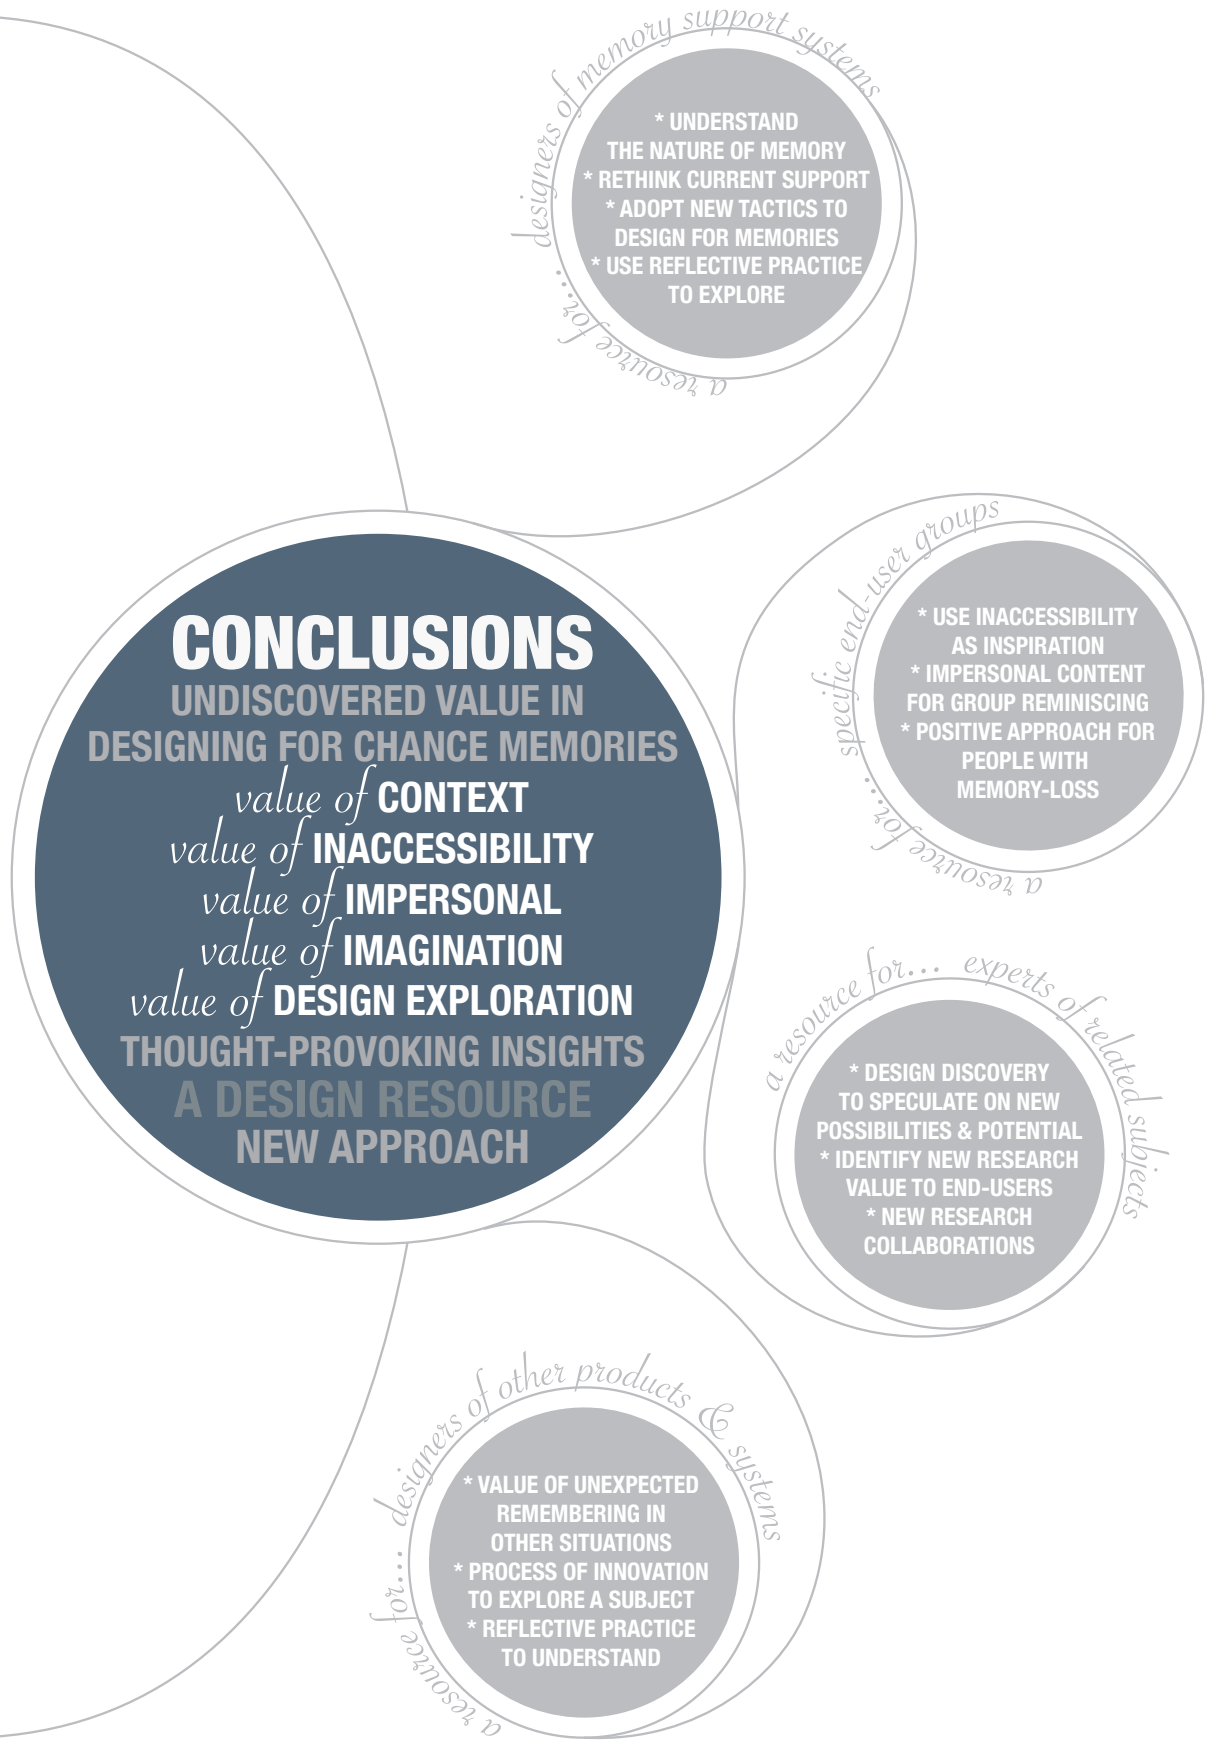 a resource for... designers of memory support systems
* UNDERSTAND
THE NATURE OF MEMORY
* RETHINK CURRENT SUPPORT
* ADOPT NEW TACTICS TO
DESIGN FOR MEMORIES
* USE REFLECTIVE PRACTICE
TO EXPLORE
CONCLUSIONS
UNDISCOVERED VALUE IN
DESIGNING FOR CHANCE MEMORIES
value of CONTEXT
value of INACCESSIBILITY
value of IMPERSONAL
value of IMAGINATION
value of DESIGN EXPLORATION
THOUGHT-PROVOKING INSIGHTS
A DESIGN RESOURCE
NEW APPROACH
a resource for... specific end-user groups
* USE INACCESSIBILITY
AS INSPIRATION
* IMPERSONAL CONTENT
FOR GROUP REMINISCING
* POSITIVE APPROACH FOR
PEOPLE WITH
MEMORY-LOSS
a resource for... experts of related subjects
* DESIGN DISCOVERY
TO SPECULATE ON NEW
POSSIBILITIES & POTENTIAL
* IDENTIFY NEW RESEARCH
VALUE TO END-USERS
* NEW RESEARCH
COLLABORATIONS
a resource for... designers of other products & systems
* VALUE OF UNEXPECTED
REMEMBERING IN
OTHER SITUATIONS
* PROCESS OF INNOVATION
TO EXPLORE A SUBJECT
* REFLECTIVE PRACTICE
TO UNDERSTAND